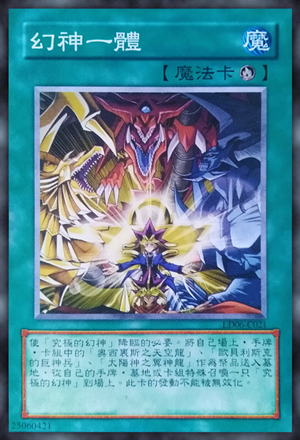 幻神一體
魔
【魔法卡】
LD06-C021
使「究極的幻神」降臨的必要。將自己場上‧手牌
‧卡組中的「奧西裏斯之天空龍」、「歐貝利斯克
的巨神兵」、「太陽神之翼神龍」作為祭品送入墓
地，從自己的手牌‧墓地或卡組特殊召喚一只「究
極的幻神」到場上。此卡的發動不能被無效化。
25060421